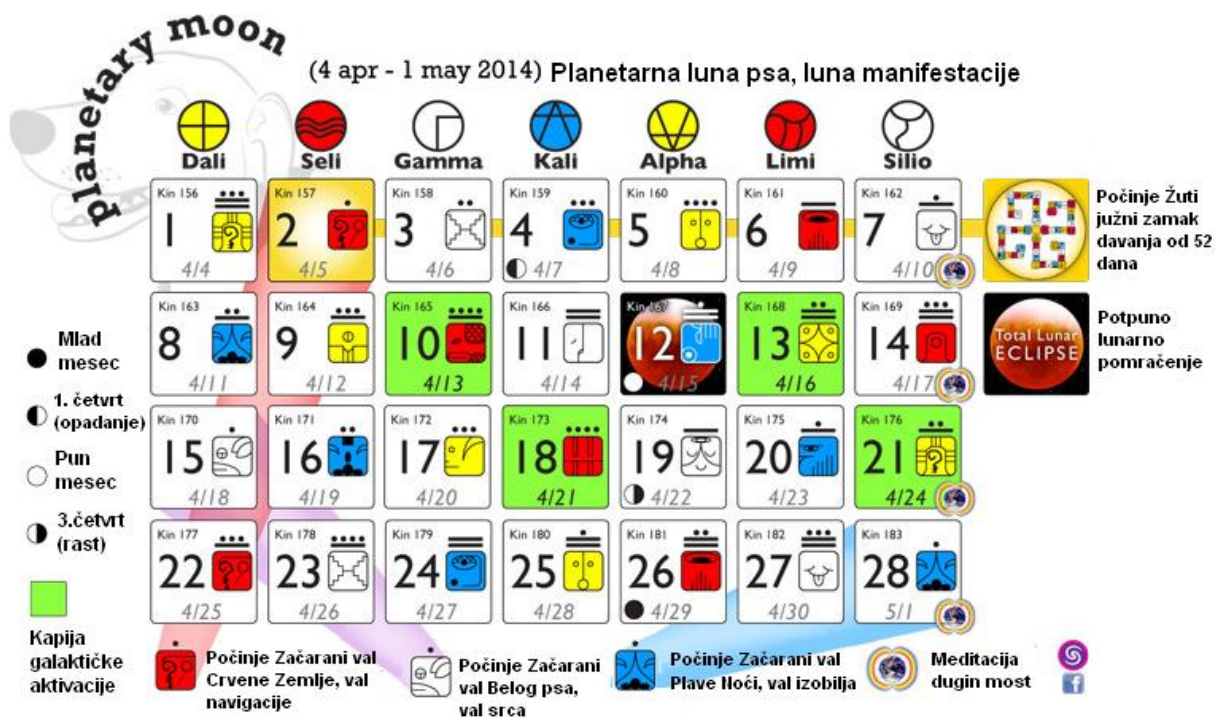 planetary moon
(4 apr - 1 may 2014) Planetarna luna psa, luna manifestacije
Dali Seli Gamma Kali Alpha Limi Silio
Kin 156 Kin 157 Kin 158 Kin 159 Kin 160 Kin 161 Kin 162
1 2 3 4 5 6 7
4/4 4/5 4/6 4/7 4/8 4/9 4/10
Počinje Žuti
južni zamak
davanja od 52
dana
Kin 163 Kin 164 Kin 165 Kin 166 Kin 167 Kin 168 Kin 169
8 9 10 11 12 13 14
4/11 4/12 4/13 4/14 4/15 4/16 4/17
Total Lunar
ECLIPSE
Potpuno
lunarno
pomračenje
Mlad
mesec
1. četvrt
(opadanje)
Pun
mesec
3.četvrt
(rast)
Kin 170 Kin 171 Kin 172 Kin 173 Kin 174 Kin 175 Kin 176
15 16 17 18 19 20 21
4/18 4/19 4/20 4/21 4/22 4/23 4/24
Kin 177 Kin 178 Kin 179 Kin 180 Kin 181 Kin 182 Kin 183
22 23 24 25 26 27 28
4/25 4/26 4/27 4/28 4/29 4/30 5/1
Kapija
galaktičke
aktivacije
Počinje Začarani val
Crvene Zemlje, val
navigacije
Počinje Začarani
val Belog psa,
val srca
Počinje Začarani val
Plave Noći, val izobilja
Meditacija
dugin most
f